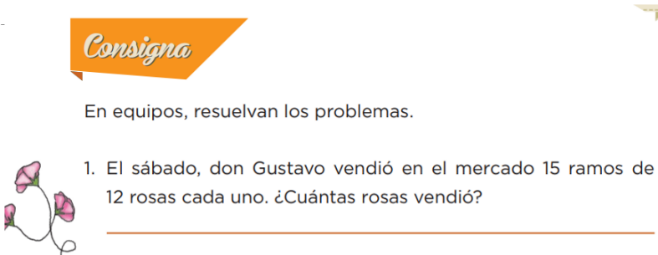 Consigna
En equipos, resuelvan los problemas.
1. El sábado, don Gustavo vendió en el mercado 15 ramos de
12 rosas cada uno. ¿Cuántas rosas vendió?